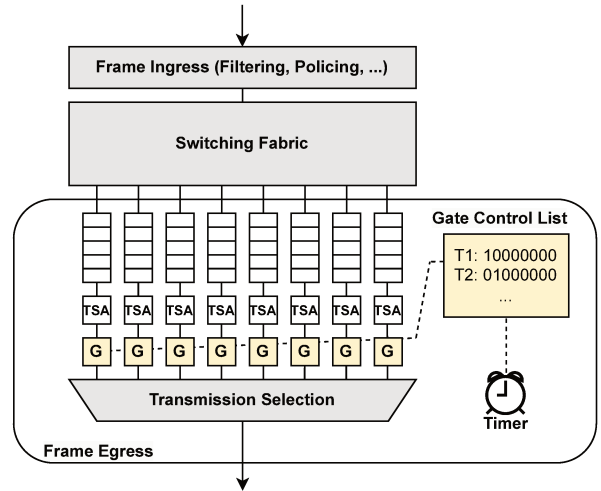 Frame Ingress (Filtering, Policing, ...)
Switching Fabric
Gate Control List
T1: 10000000
T2: 01000000
...
TSA TSA TSA TSA TSA TSA TSA TSA
G G G G G G G G
Transmission Selection
Timer
Frame Egress